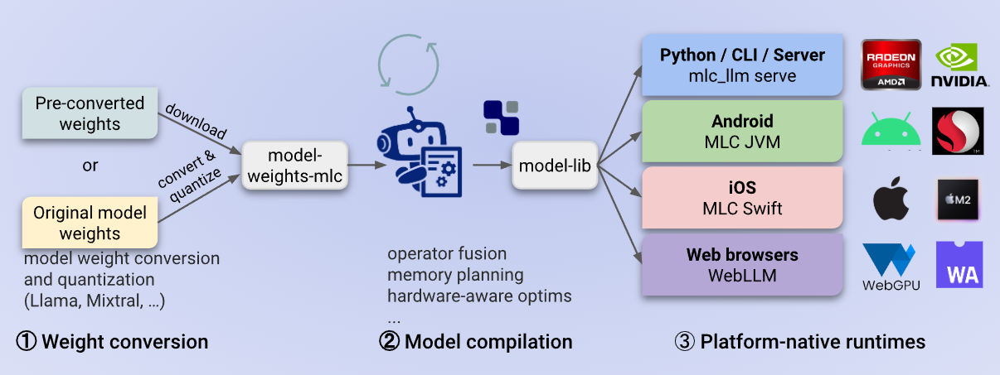 Pre-converted
weights
or
Original model
weights
download
convert &
quantize
model weight conversion
and quantization
(Llama, Mixtral, ...)
① Weight conversion
model-
weights-mlc
operator fusion
memory planning
hardware-aware optims
...
② Model compilation
model-lib
Python / CLI / Server
mlc_llm serve
Android
MLC JVM
iOS
MLC Swift
Web browsers
WebLLM
RADEON
GRAPHICS
AMD
NVIDIA.
TM
M2
WebGPU
WA
③ Platform-native runtimes